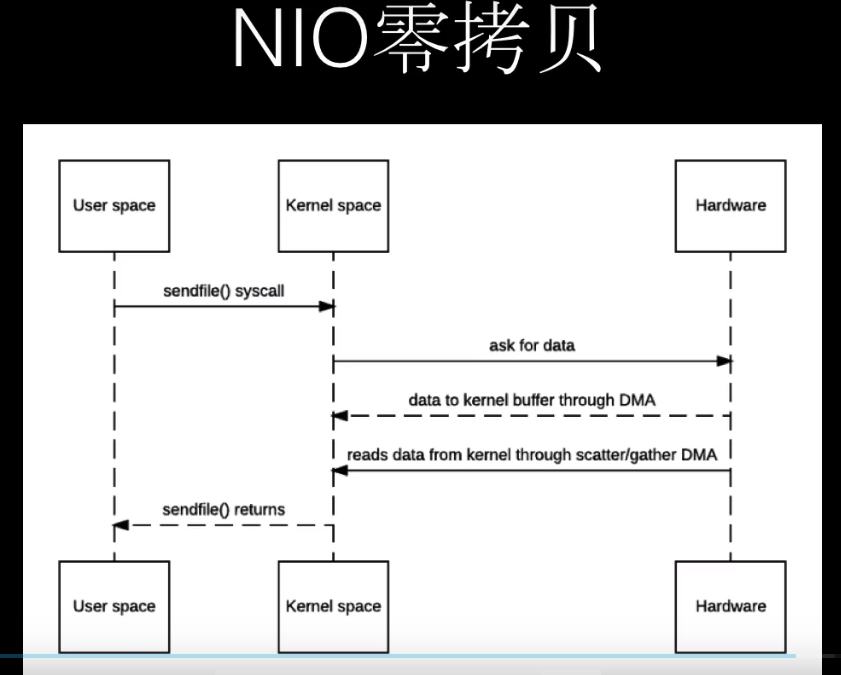 NIO零拷贝
User space
Kernel space
Hardware
sendfile() syscall
ask for data
data to kernel buffer through DMA
reads data from kernel through scatter/gather DMA
sendfile() returns
User space
Kernel space
Hardware